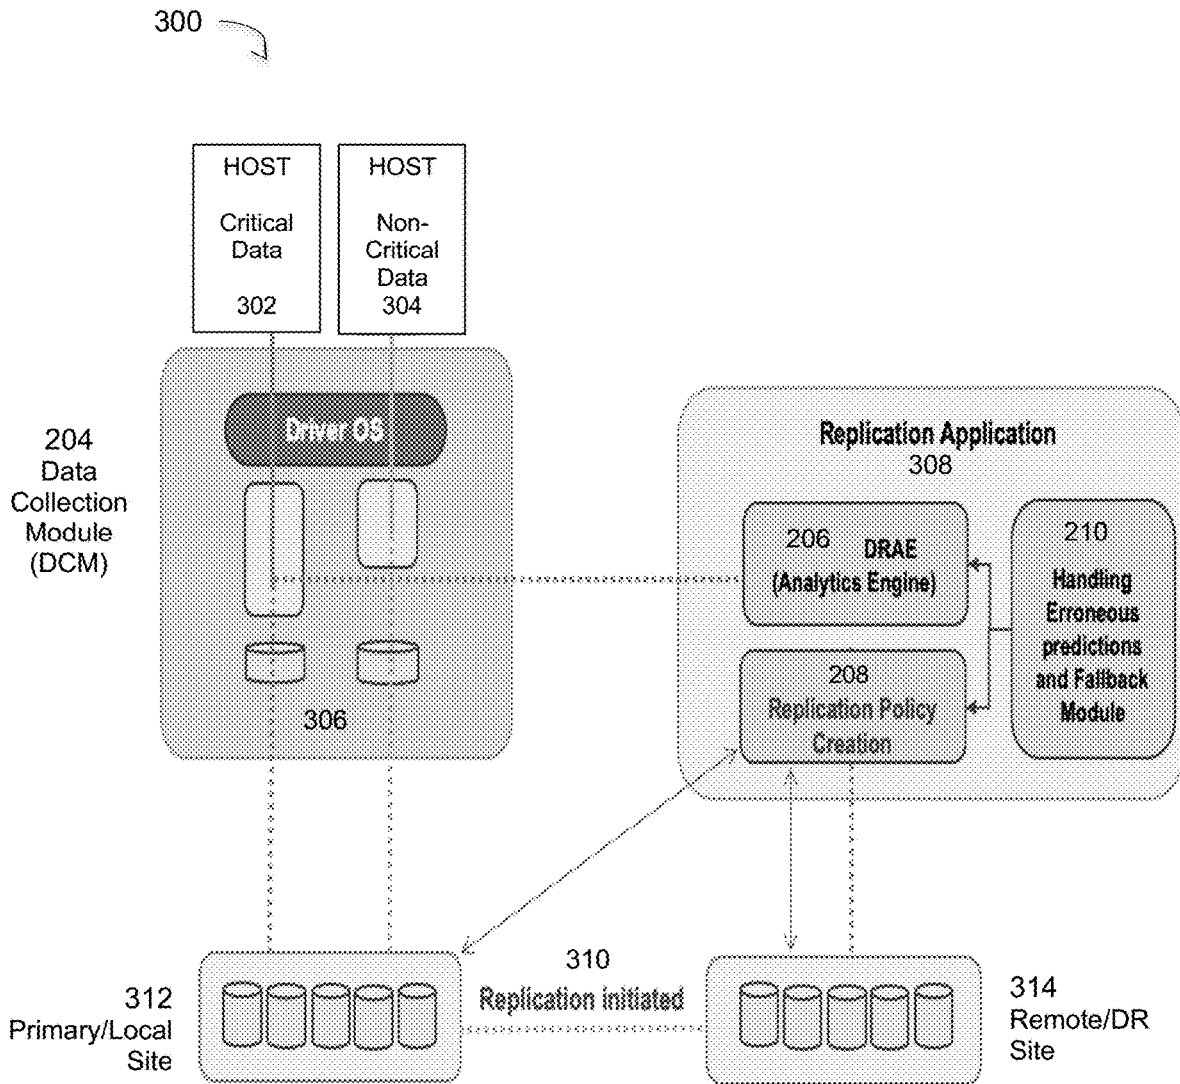 300
HOST
Critical
Data
302
HOST
Non-
Critical
Data
304
204
Data
Collection
Module
(DCM)
Driver OS
306
Replication Application
308
206 DRAE
(Analytics Engine)
208
Replication Policy
Creation
210
Handling
Erroneous
predictions
and Fallback
Module
312
Primary/Local
Site
310
Replication initiated
314
Remote/DR
Site